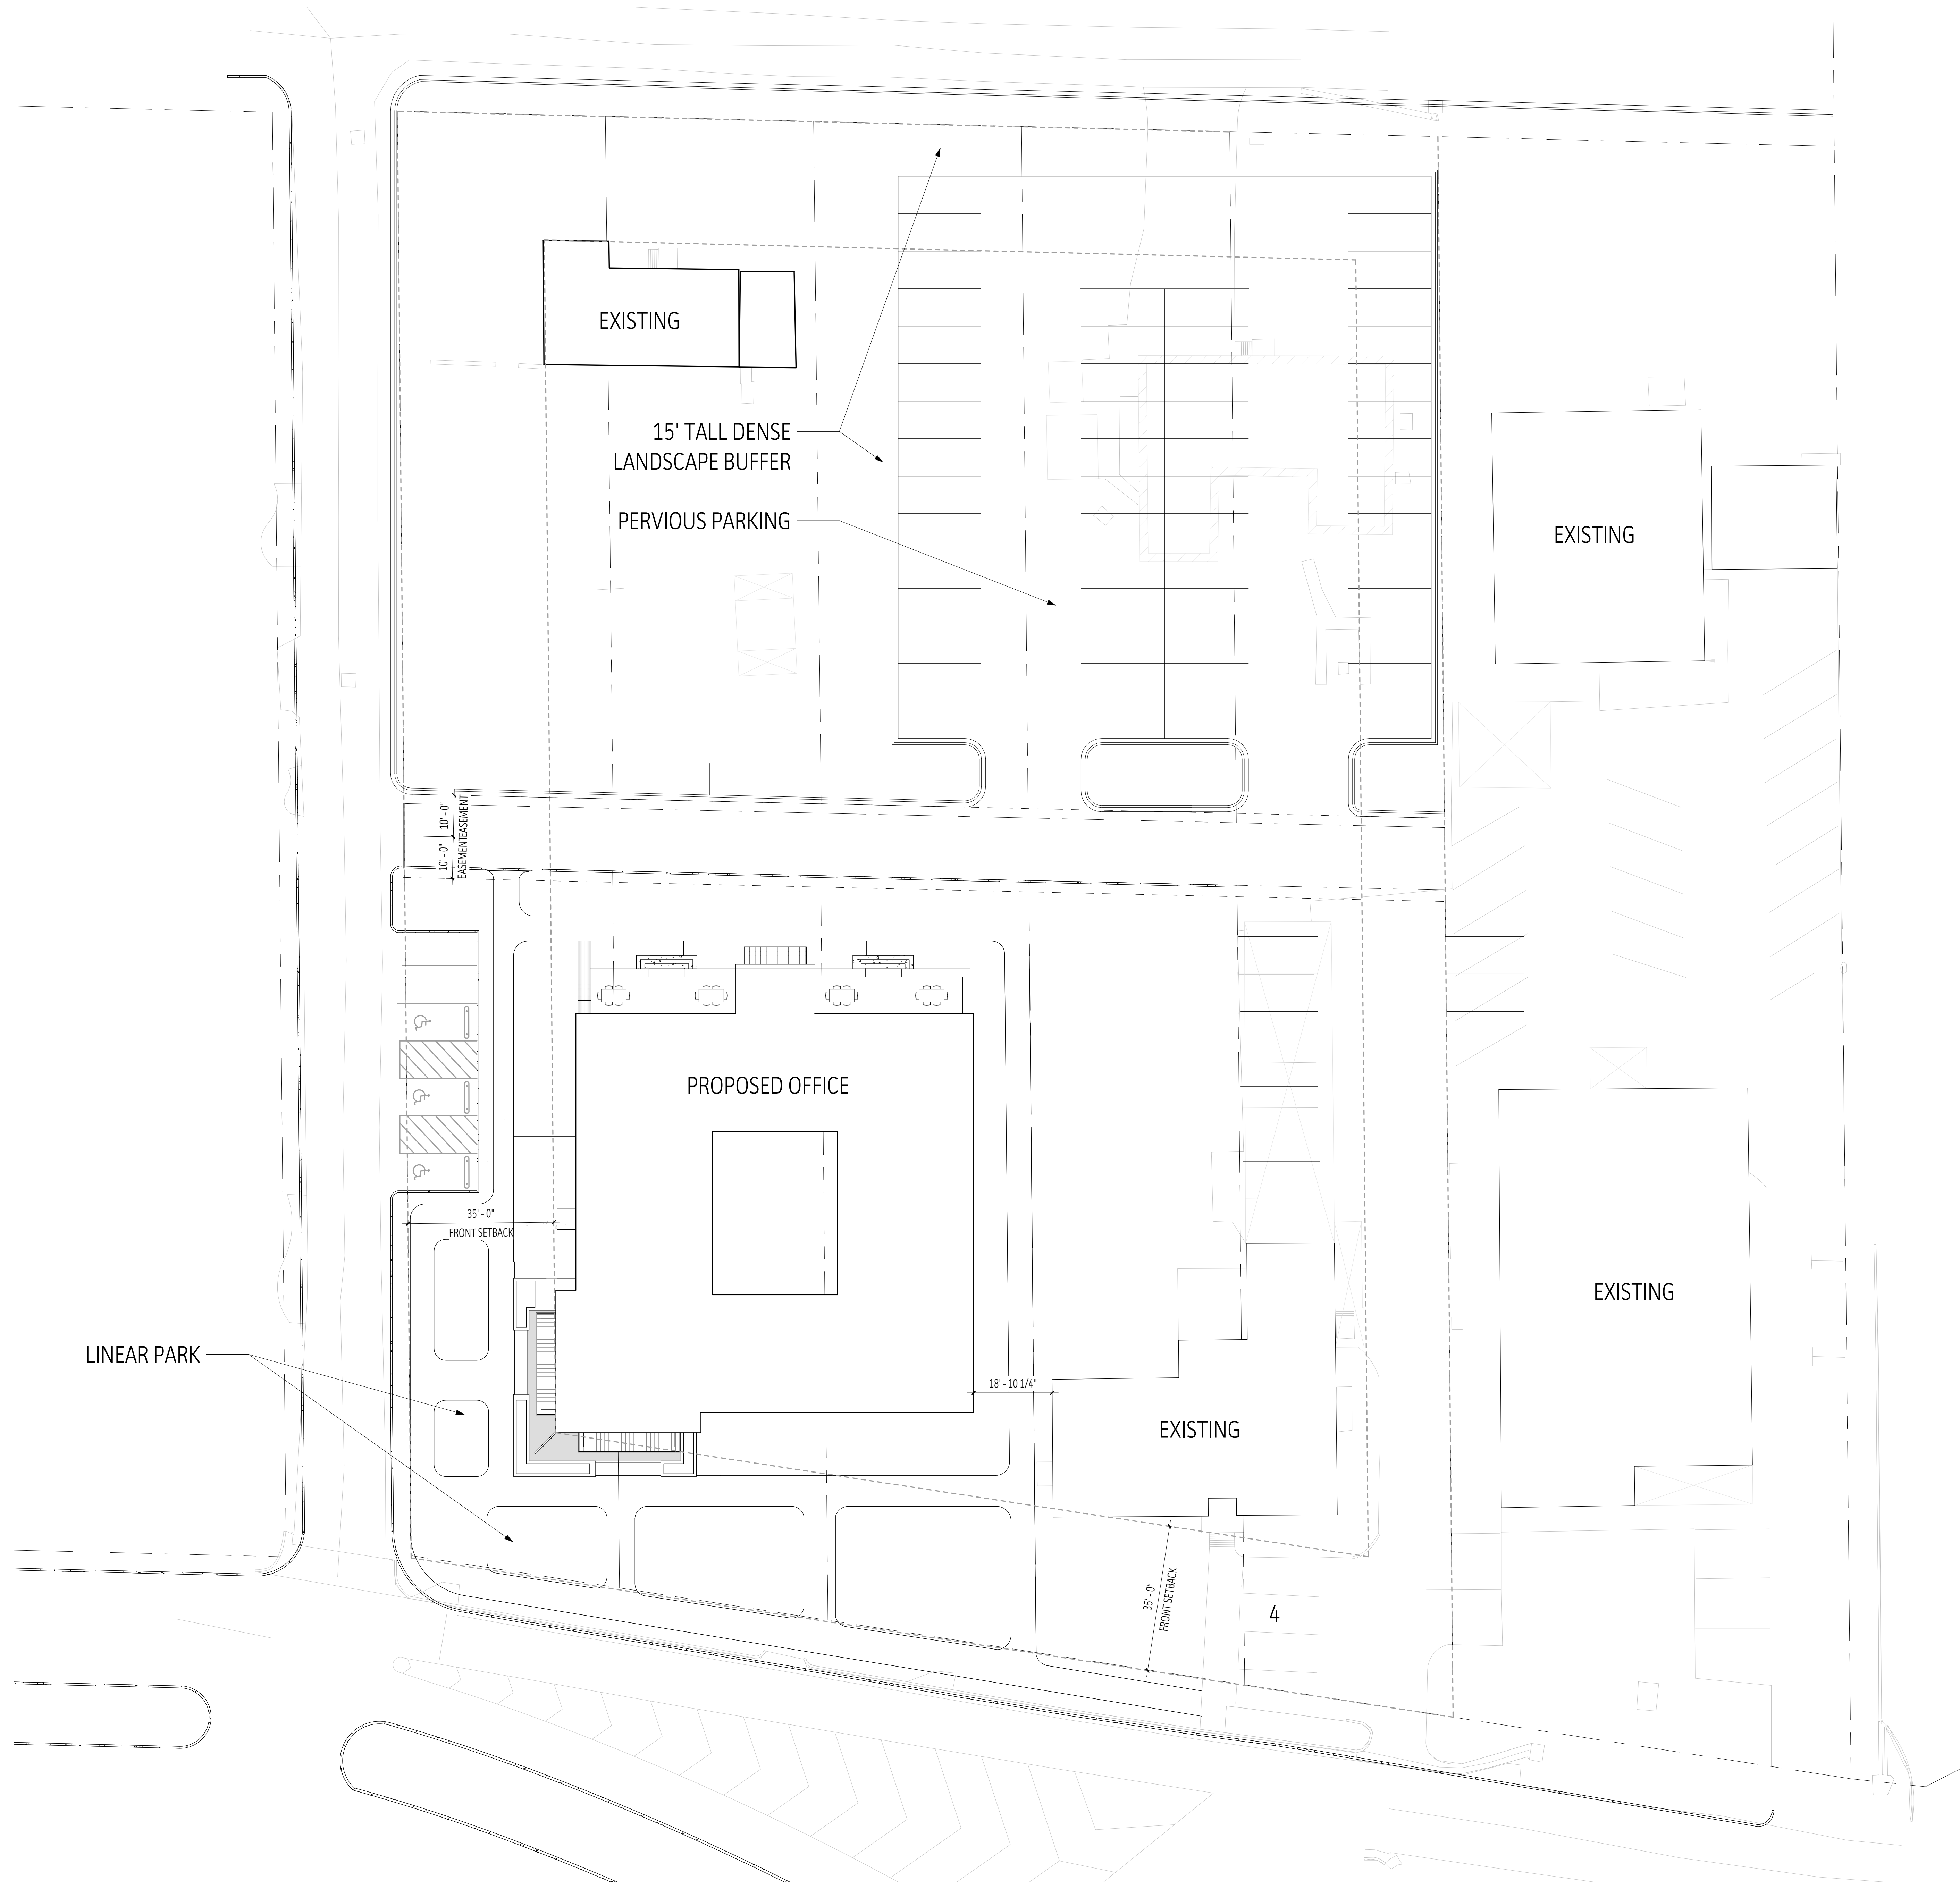 EXISTING
15' TALL DENSE
LANDSCAPE BUFFER
PERVIOUS PARKING
EXISTING
10' - 0"
EASEMENT
10' - 0"
EASEMENT
PROPOSED OFFICE
35' - 0"
FRONT SETBACK
EXISTING
LINEAR PARK
18' - 10 1/4"
EXISTING
35' - 0"
FRONT SETBACK
4